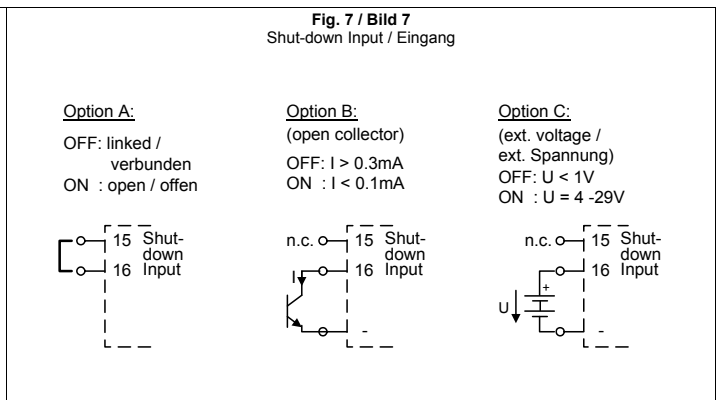 Fig. 7 / Bild 7
Shut-down Input / Eingang
Option A:
OFF: linked /
verbunden
ON : open / offen
15 Shut-
down
16 Input
Option B:
(open collector)
OFF: I > 0.3mA
ON : I < 0.1mA
n.c. 15 Shut-
down
I 16 Input
-
Option C:
(ext. voltage /
ext. Spannung)
OFF: U < 1V
ON : U = 4 -29V
n.c. 15 Shut-
down
16 Input
+
U
-